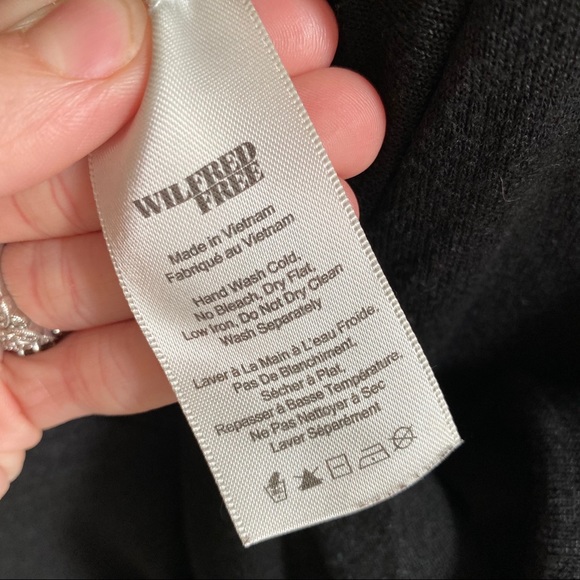 WILFRED
FREE
Made in Vietnam
Fabriqué au Vietnam
Hand Wash Cold,
No Bleach, Dry Flat,
Low Iron, Do Not Dry Clean
Wash Separately
Laver à La Main à L'eau Froide.
Pas De Blanchiment.
Sécher à Plat.
Repasser à Basse Température.
Ne Pas Nettoyer à Sec
Laver Séparément